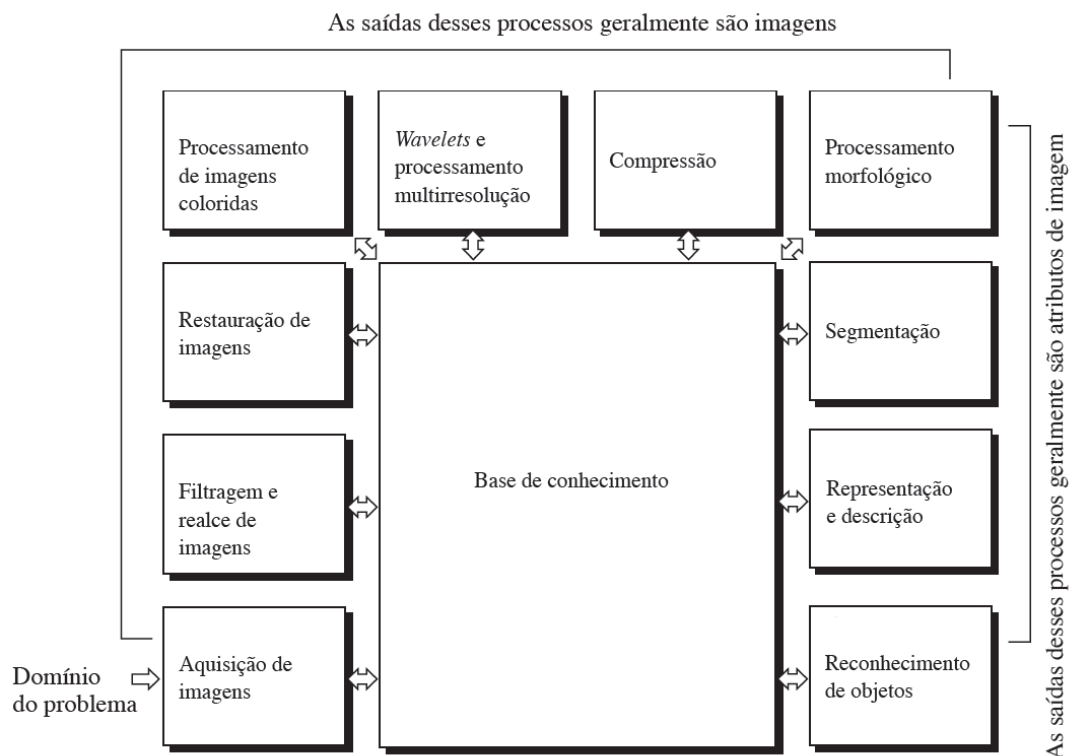 As saídas desses processos geralmente são imagens
Processamento
de imagens
coloridas
Wavelets e
processamento
multirresolução
Compressão
Processamento
morfológico
Restauração de
imagens
Segmentação
Filtragem e
realce de
imagens
Base de conhecimento
Representação
e descrição
Aquisição de
imagens
Reconhecimento
de objetos
Domínio
do problema
As saídas desses processos geralmente são atributos de imagem